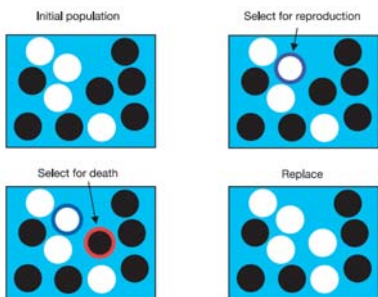 Initial population
Select for reproduction
Select for death
Replace